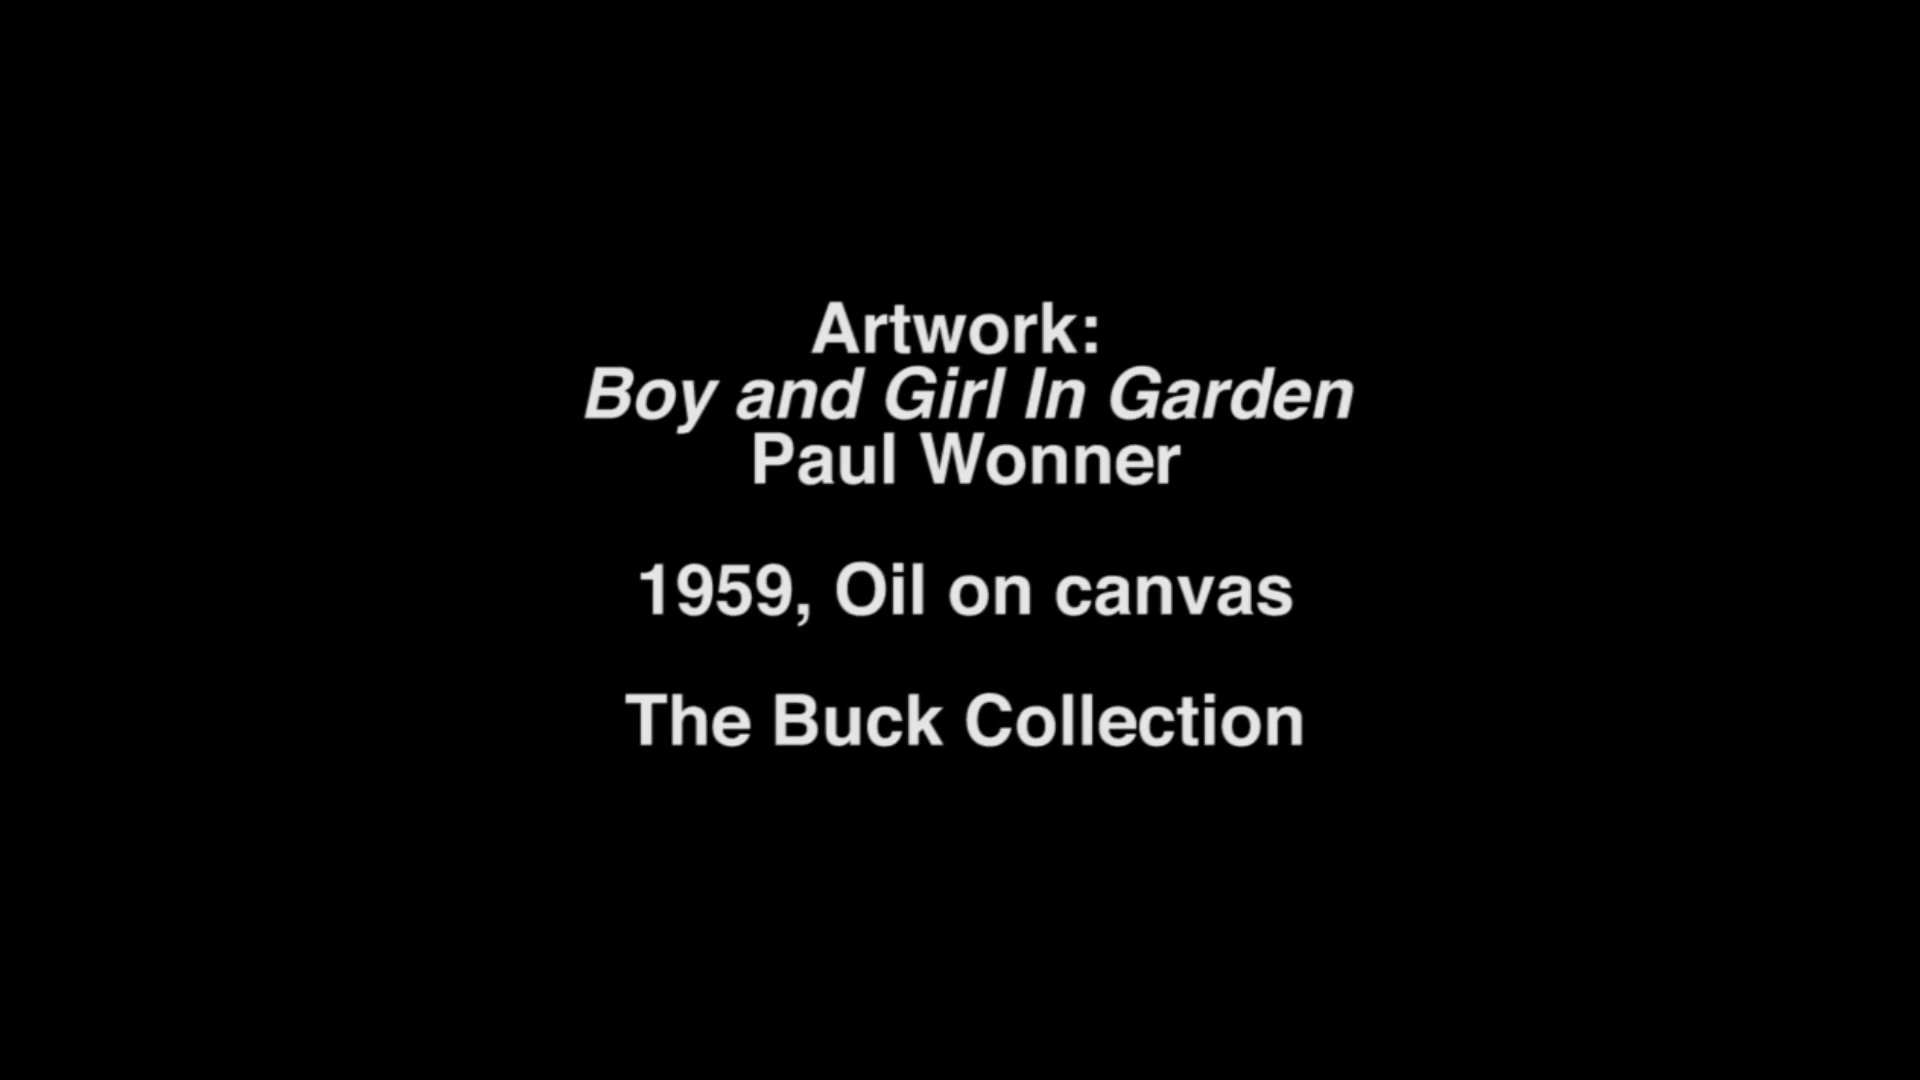 Artwork:
Boy and Girl In Garden
Paul Wonner
1959, Oil on canvas
The Buck Collection